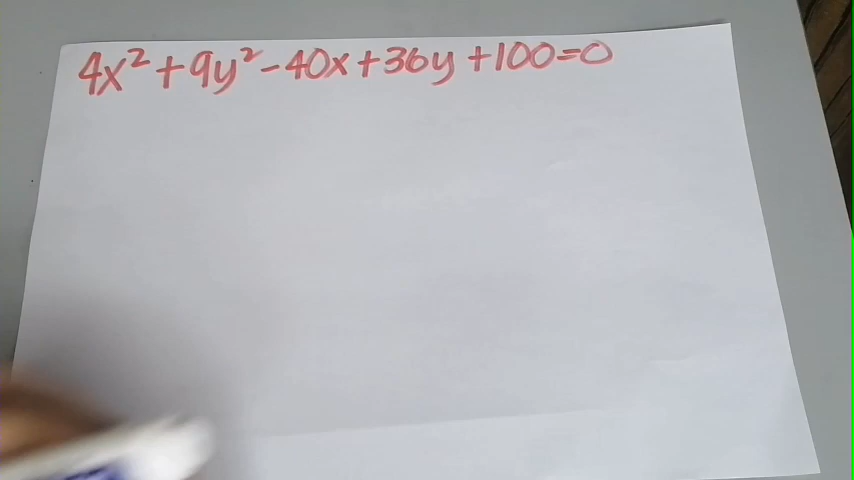 4x² + 9y² - 40x + 36y + 100 = 0